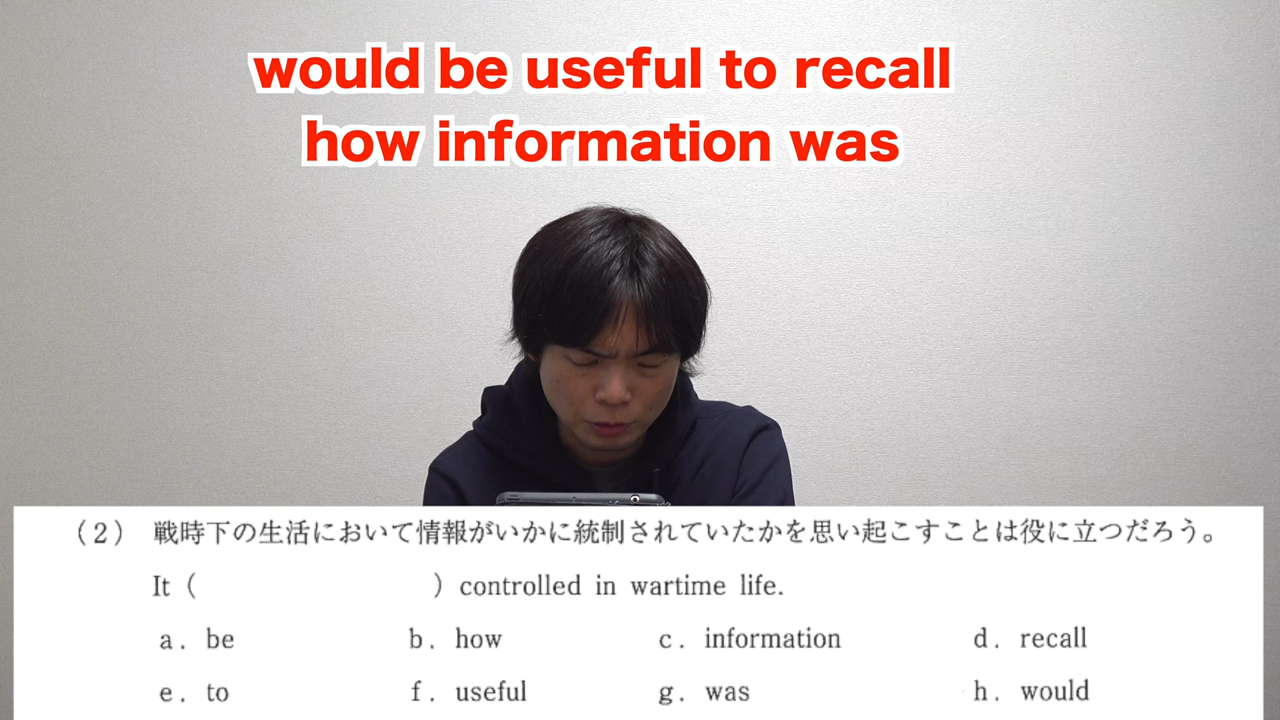 would be useful to recall
how information was
(2) 戦時下の生活において情報がいかに統制されていたかを思い起こすことは役に立つだろう。
It ( ) controlled in wartime life.
a. be b. how c. information d. recall
e. to f. useful g. was h. would